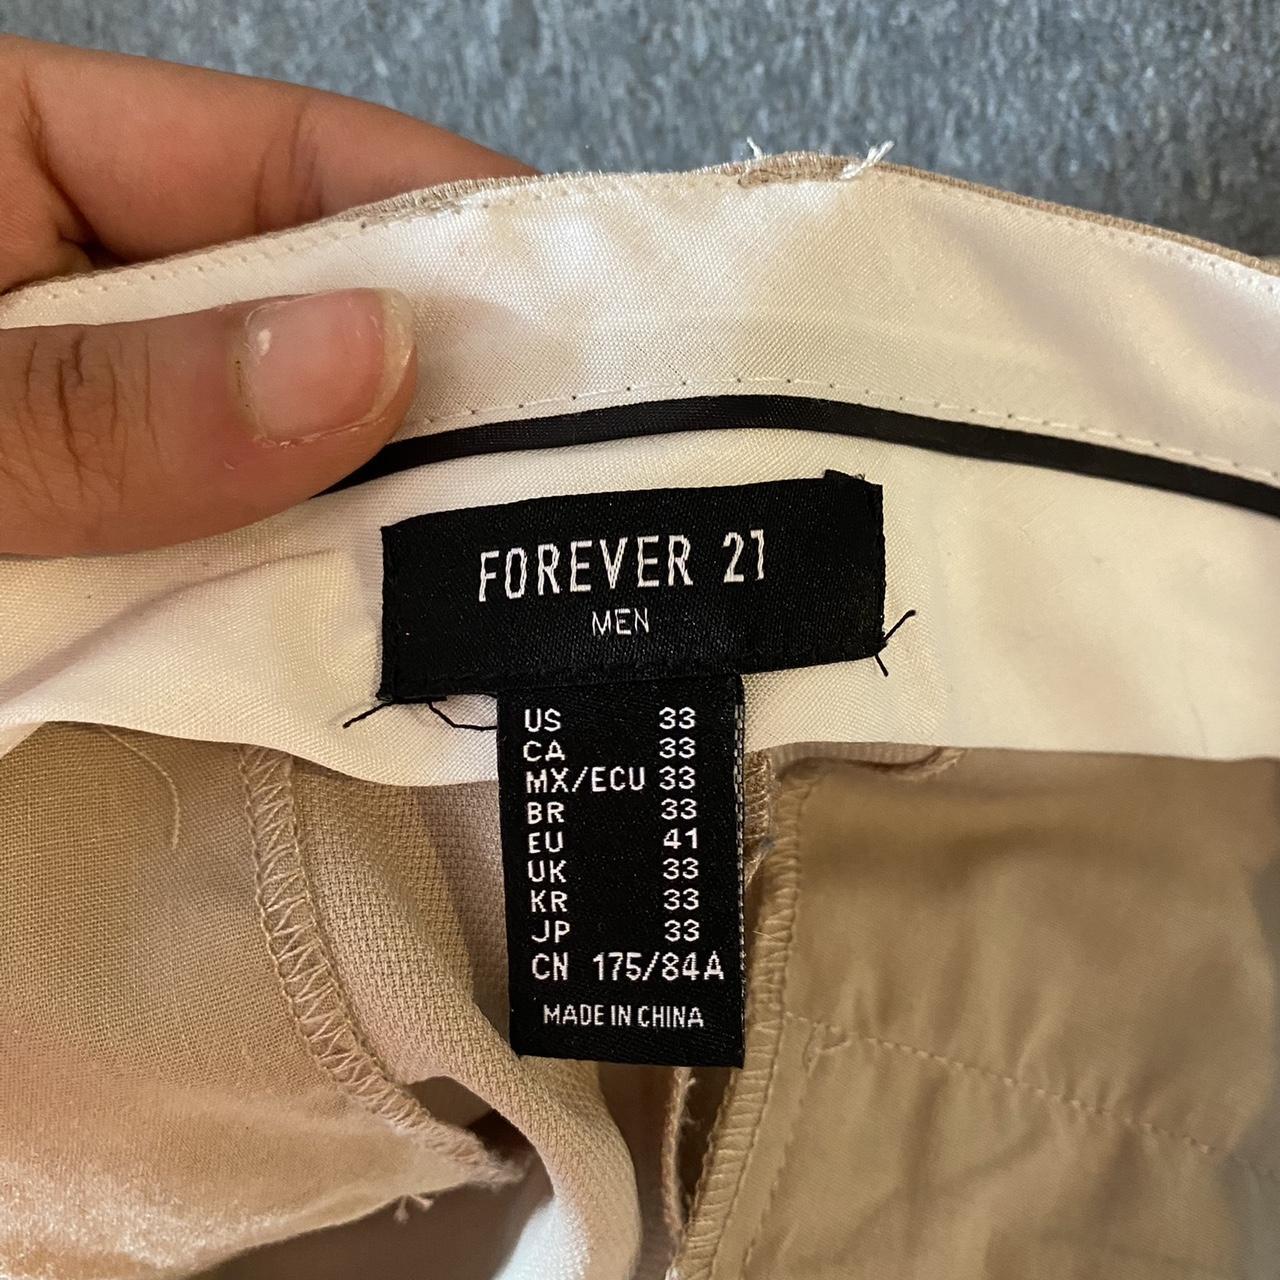 FOREVER 21
MEN
US 33
CA 33
MX/ECU 33
BR 33
EU 41
UK 33
KR 33
JP 33
CN 175/84A
MADE IN CHINA